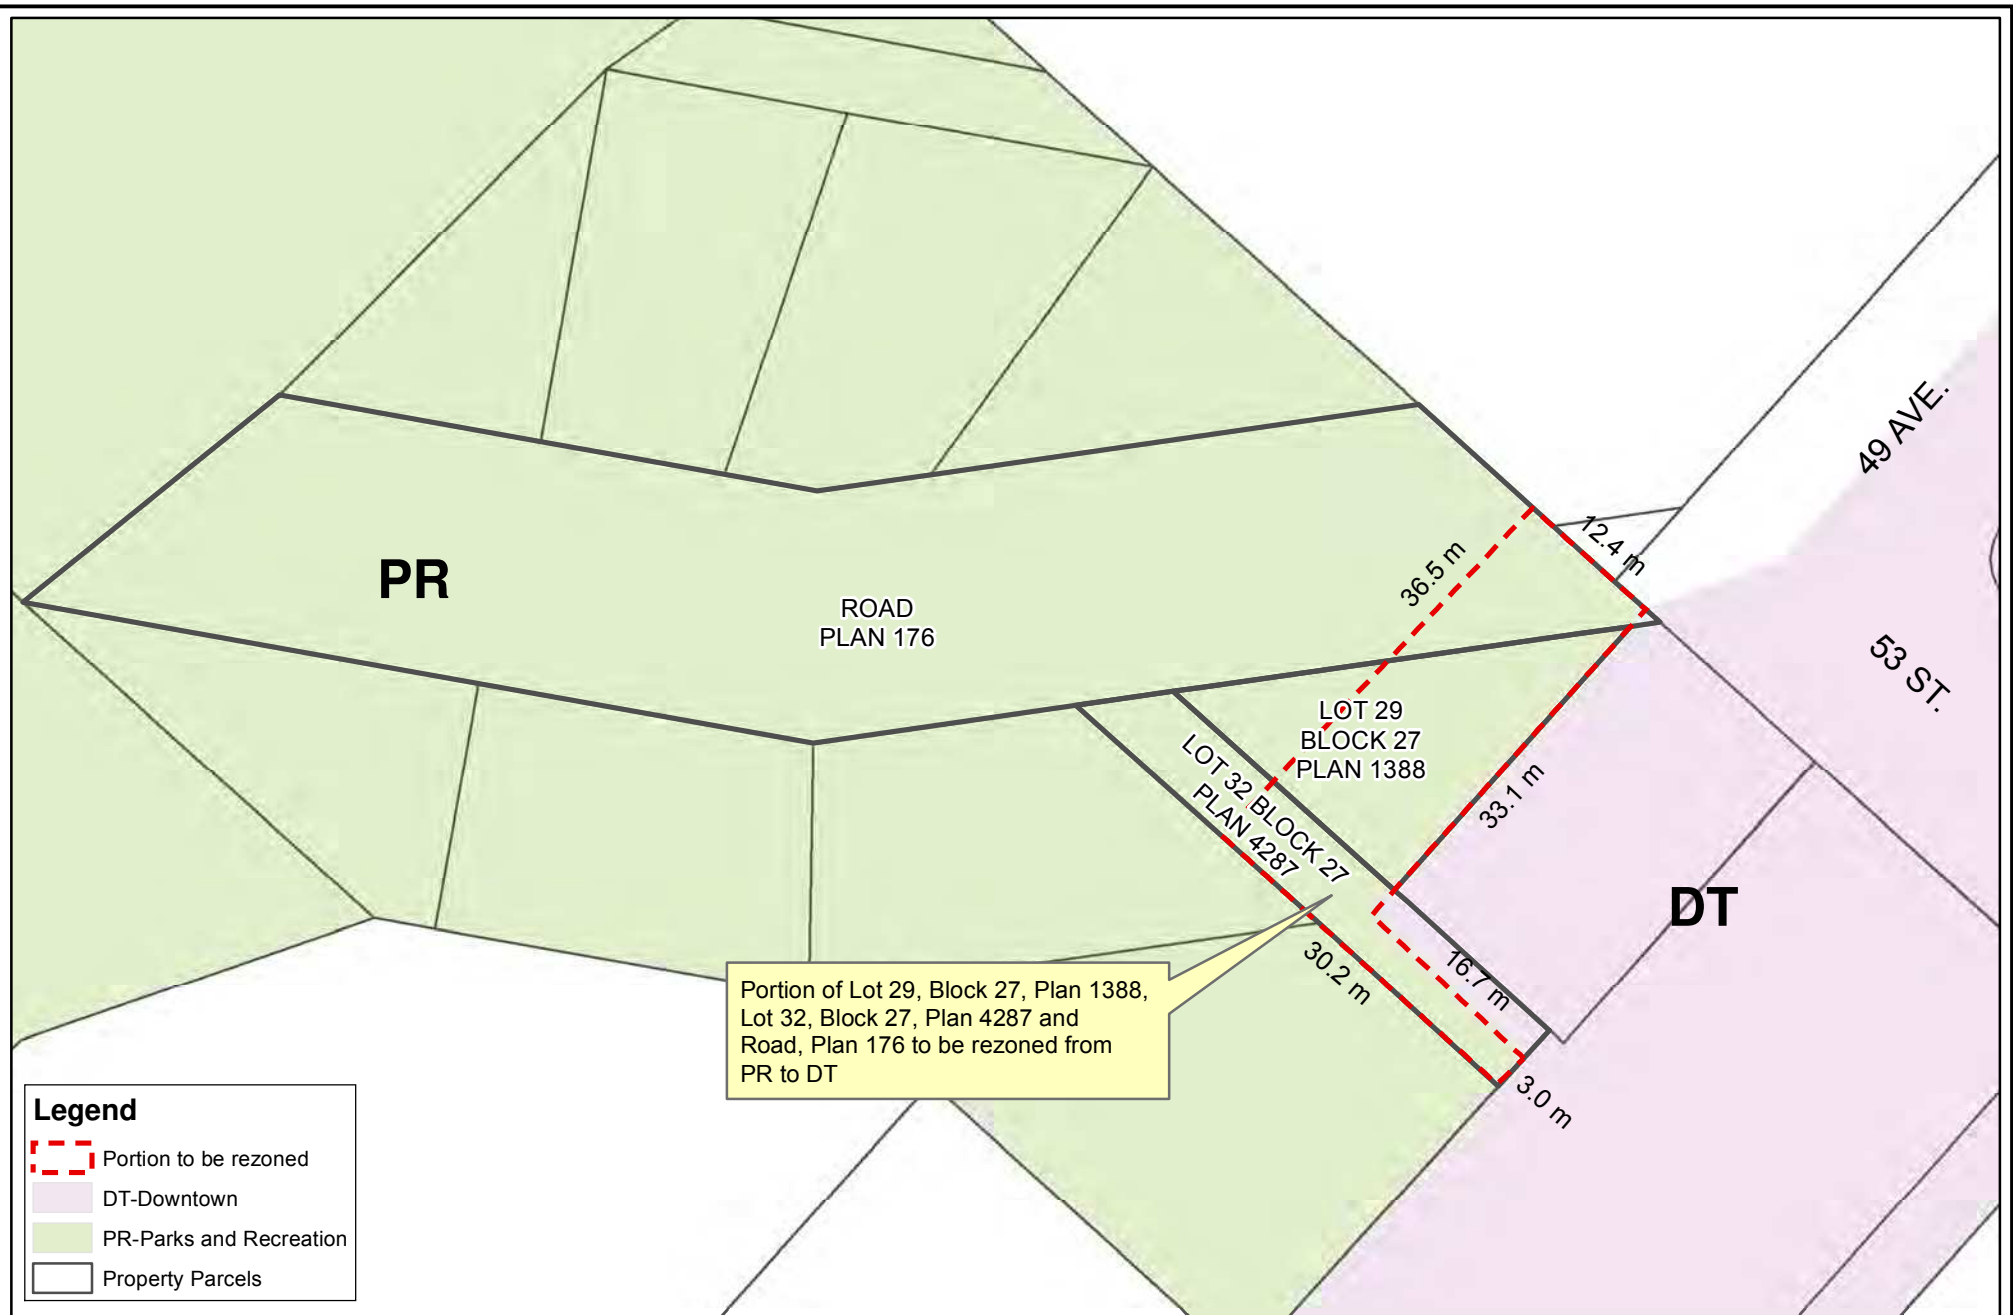 49 AVE.
12.4 m
36.5 m
PR
ROAD
PLAN 176
53 ST.
LOT 29
BLOCK 27
PLAN 1388
LOT 32 BLOCK 27
PLAN 4287
33.1 m
DT
30.2 m
16.7 m
3.0 m
Portion of Lot 29, Block 27, Plan 1388,
Lot 32, Block 27, Plan 4287 and
Road, Plan 176 to be rezoned from
PR to DT
Legend
Portion to be rezoned
DT-Downtown
PR-Parks and Recreation
Property Parcels